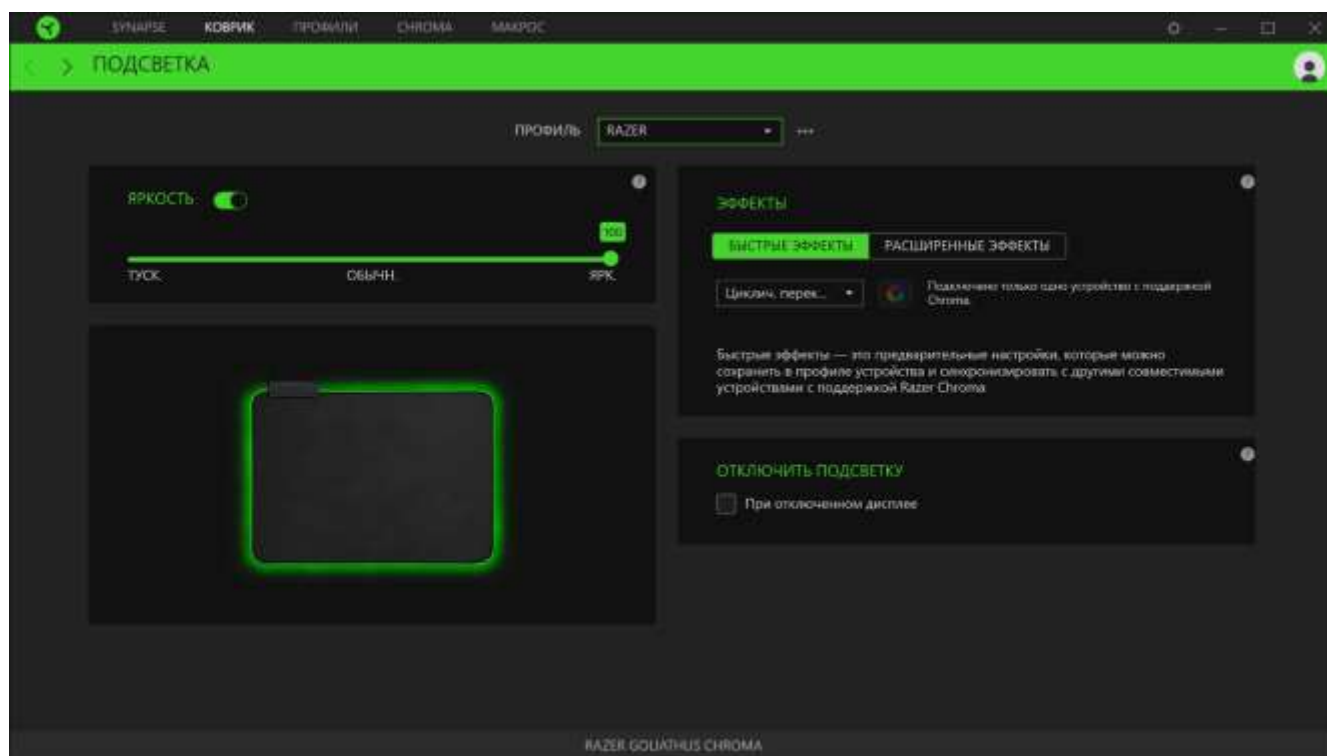 SYNAPSE КОВРИК ПРОФИЛИ CHROMA МАКРОС
ПОДСВЕТКА
ПРОФИЛЬ RAZER
ЯРКОСТЬ
100
ТУСК. ОБЫЧН. ЯРК.
ЭФФЕКТЫ
БЫСТРЫЕ ЭФФЕКТЫ РАСШИРЕННЫЕ ЭФФЕКТЫ
Циклич. перек... Подключено только одно устройство с поддержкой
Chroma.
Быстрые эффекты — это предварительные настройки, которые можно
сохранить в профиле устройства и синхронизировать с другими совместимыми
устройствами с поддержкой Razer Chroma
ОТКЛЮЧИТЬ ПОДСВЕТКУ
При отключенном дисплее
RAZER GOLIATHUS CHROMA